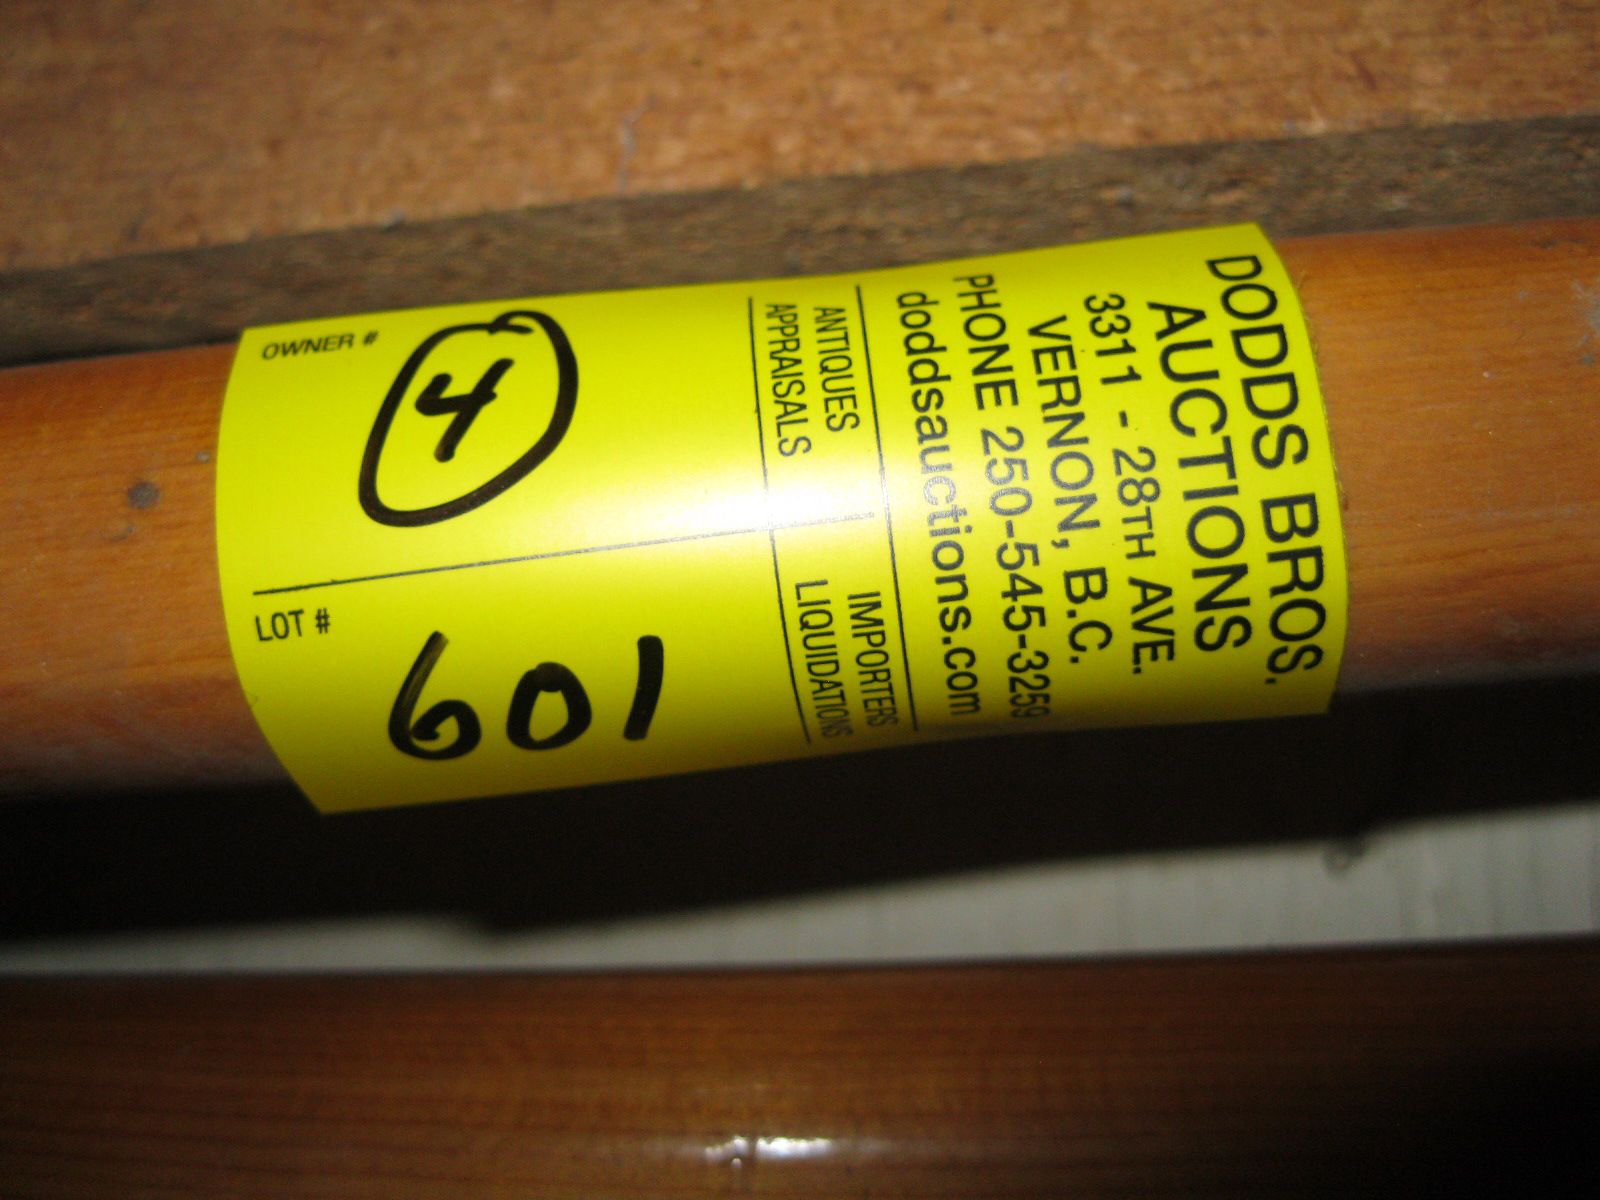 DODDS BROS.
AUCTIONS
3311 - 28TH AVE.
VERNON, B.C.
PHONE 250-545-3259
doddsauctions.com
ANTIQUES
APPRAISALS
IMPORTERS
LIQUIDATIONS
OWNER #
4
LOT #
601